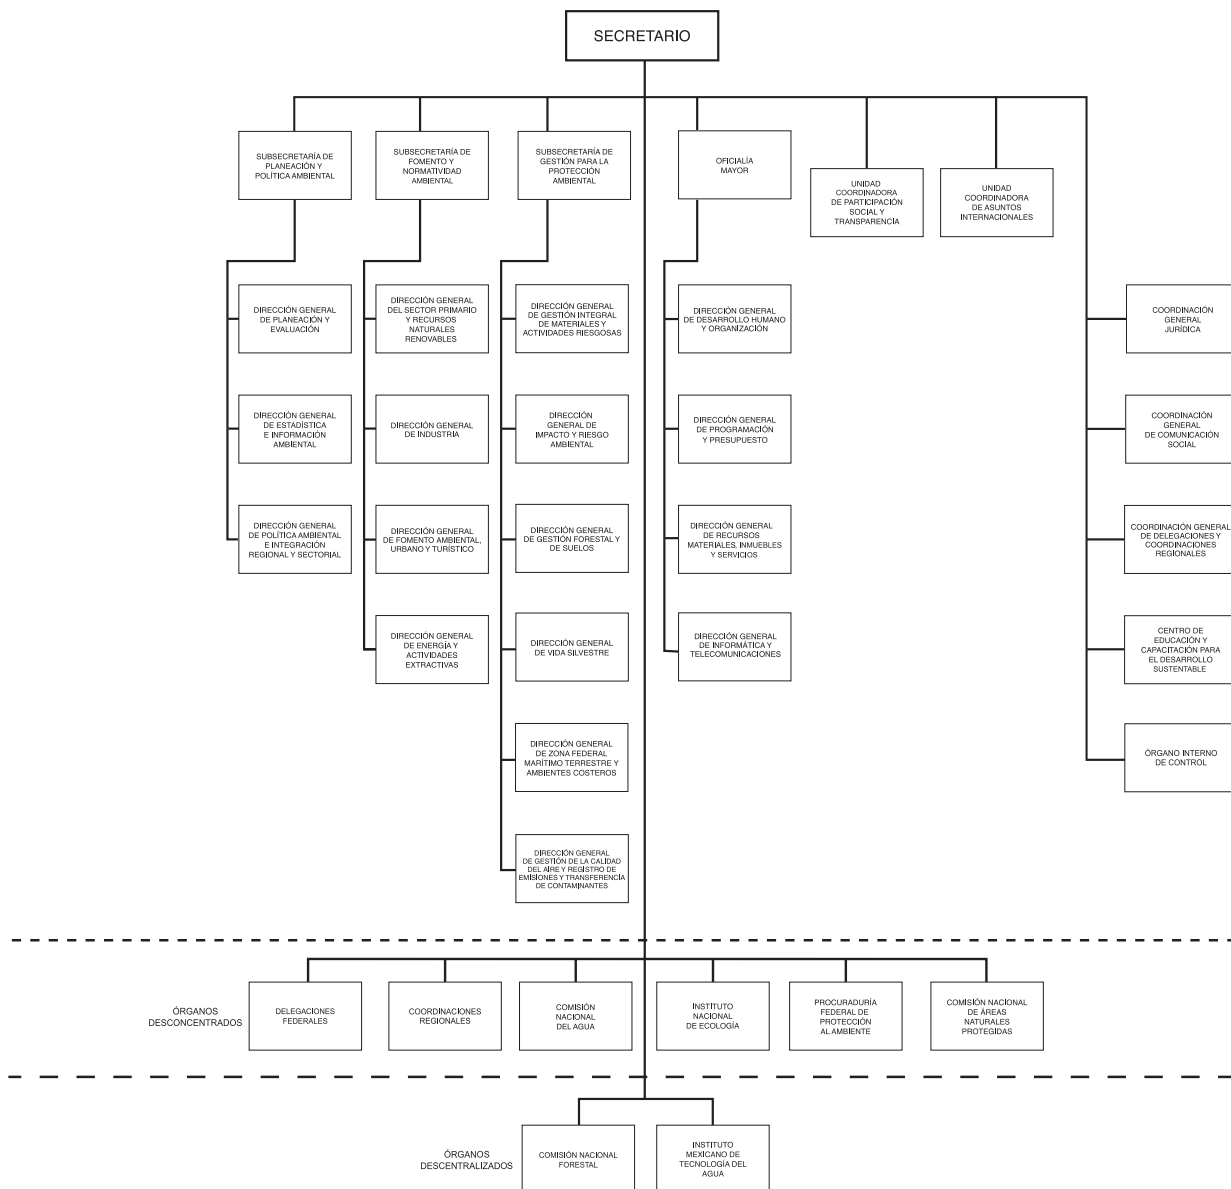 SECRETARIO
SUBSECRETARÍA DE
PLANEACIÓN Y
POLÍTICA AMBIENTAL
SUBSECRETARÍA DE
FOMENTO Y
NORMATIVIDAD
AMBIENTAL
SUBSECRETARÍA DE
GESTIÓN PARA LA
PROTECCIÓN
AMBIENTAL
OFICIALÍA
MAYOR
UNIDAD
COORDINADORA
DE PARTICIPACIÓN
SOCIAL Y
TRANSPARENCÍA
UNIDAD
COORDINADORA
DE ASUNTOS
INTERNACIONALES
DIRECCIÓN GENERAL
DE PLANEACIÓN Y
EVALUACIÓN
DIRECCIÓN GENERAL
DEL SECTOR PRIMARIO
Y RECURSOS
NATURALES
RENOVABLES
DIRECCIÓN GENERAL
DE GESTIÓN INTEGRAL
DE MATERIALES Y
ACTIVIDADES RIESGOSAS
DIRECCIÓN GENERAL
DE DESARROLLO HUMANO
Y ORGANIZACIÓN
COORDINACIÓN
GENERAL
JURÍDICA
DIRECCIÓN GENERAL
DE ESTADÍSTICA
E INFORMACIÓN
AMBIENTAL
DIRECCIÓN GENERAL
DE INDUSTRIA
DIRECCIÓN
GENERAL DE
IMPACTO Y RIESGO
AMBIENTAL
DIRECCIÓN GENERAL
DE PROGRAMACIÓN
Y PRESUPUESTO
COORDINACIÓN
GENERAL
DE COMUNICACIÓN
SOCIAL
DIRECCIÓN GENERAL
DE POLÍTICA AMBIENTAL
E INTEGRACIÓN
REGIONAL Y SECTORIAL
DIRECCIÓN GENERAL
DE FOMENTO AMBIENTAL,
URBANO Y TURÍSTICO
DIRECCIÓN GENERAL
DE GESTIÓN FORESTAL Y
DE SUELOS
DIRECCIÓN GENERAL
DE RECURSOS
MATERIALES, INMUEBLES
Y SERVICIOS
COORDINACIÓN GENERAL
DE DELEGACIONES Y
COORDINACIONES
REGIONALES
DIRECCIÓN GENERAL
DE ENERGÍA Y
ACTIVIDADES
EXTRACTIVAS
DIRECCIÓN GENERAL
DE VIDA SILVESTRE
DIRECCIÓN GENERAL
DE INFORMÁTICA Y
TELECOMUNICACIONES
CENTRO DE
EDUCACIÓN Y
CAPACITACIÓN PARA
EL DESARROLLO
SUSTENTABLE
DIRECCIÓN GENERAL
DE ZONA FEDERAL
MARÍTIMO TERRESTRE Y
AMBIENTES COSTEROS
ÓRGANO INTERNO
DE CONTROL
DIRECCIÓN GENERAL
DE GESTIÓN DE LA CALIDAD
DEL AÍRE Y REGISTRO DE
EMISIONES Y TRANSFERENCÍA
DE CONTAMINANTES
ÓRGANOS
DESCONCENTRADOS
DELEGACIONES
FEDERALES
COORDINACIONES
REGIONALES
COMISIÓN
NACIONAL
DEL AGUA
INSTITUTO
NACIONAL
DE ECOLOGÍA
PROCURADURÍA
FEDERAL DE
PROTECCIÓN
AL AMBIENTE
COMISIÓN NACIONAL
DE ÁREAS
NATURALES
PROTEGIDAS
ÓRGANOS
DESCENTRALIZADOS
COMISIÓN NACIONAL
FORESTAL
INSTITUTO
MEXICANO DE
TECNOLOGÍA DEL
AGUA